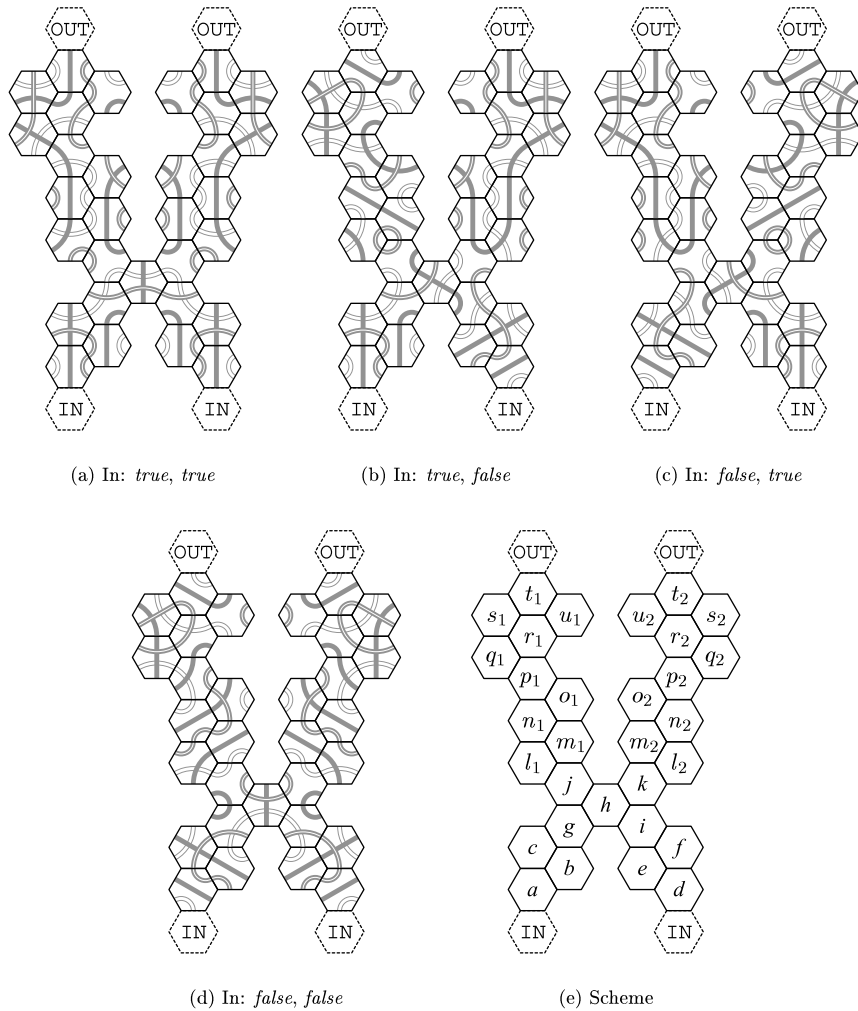 OUT OUT OUT OUT OUT OUT
IN IN IN IN IN IN
(a) In: true, true (b) In: true, false (c) In: false, true
OUT OUT OUT OUT
t₁ t₂
s₁ u₁ u₂ s₂
r₁ r₂
q₁ q₂
p₁ p₂
o₁ o₂
n₁ n₂
m₁ m₂
l₁ l₂
j k
h
g i
c f
b e
a d
IN IN IN IN
(d) In: false, false (e) Scheme